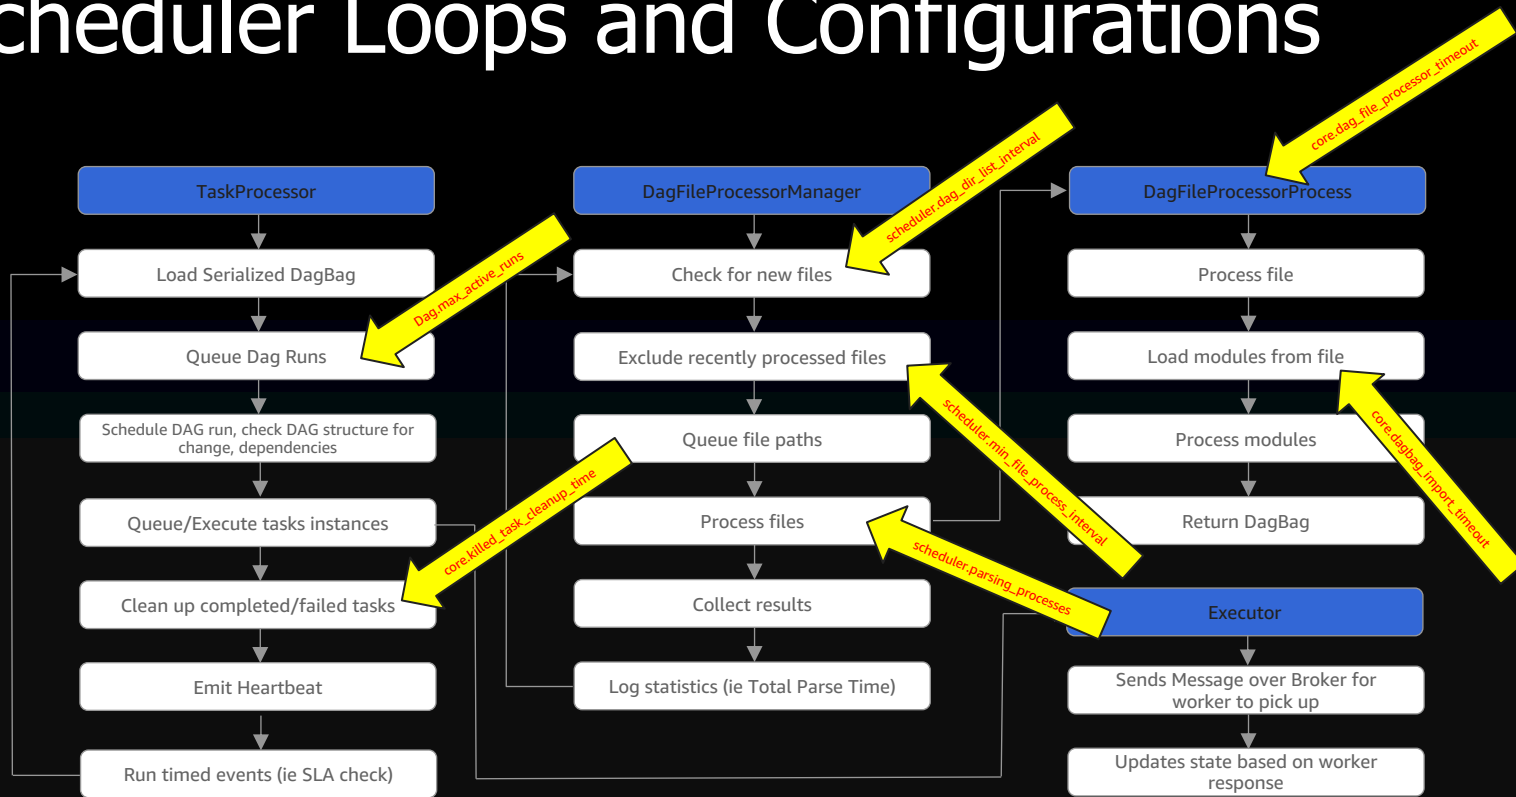 cheduler Loops and Configurations
TaskProcessor
Load Serialized DagBag
Queue Dag Runs
Schedule DAG run, check DAG structure for
change, dependencies
Queue/Execute tasks instances
Clean up completed/failed tasks
Emit Heartbeat
Run timed events (ie SLA check)
Dag.max_active_runs
core.killed_task_cleanup_time
DagFileProcessorManager
Check for new files
Exclude recently processed files
Queue file paths
Process files
Collect results
Log statistics (ie Total Parse Time)
scheduler.dag_dir_list_interval
scheduler.min_file_process_interval
scheduler.parsing_processes
DagFileProcessorProcess
Process file
Load modules from file
Process modules
Return DagBag
core.dag_file_processor_timeout
core.dagbag_import_timeout
Executor
Sends Message over Broker for
worker to pick up
Updates state based on worker
response